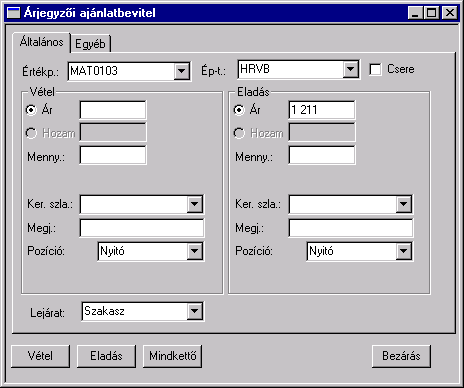 Árjegyzői ajánlatbevitel
Általános Egyéb
Értékp.: MAT0103 Ép-t.: HRVB Csere
Vétel Eladás
Ár Ár 1 211
Hozam Hozam
Menny.: Menny.:
Ker. szla.: Ker. szla.:
Megj.: Megj.:
Pozíció: Nyitó Pozíció: Nyitó
Lejárat: Szakasz
Vétel Eladás Mindkettő Bezárás